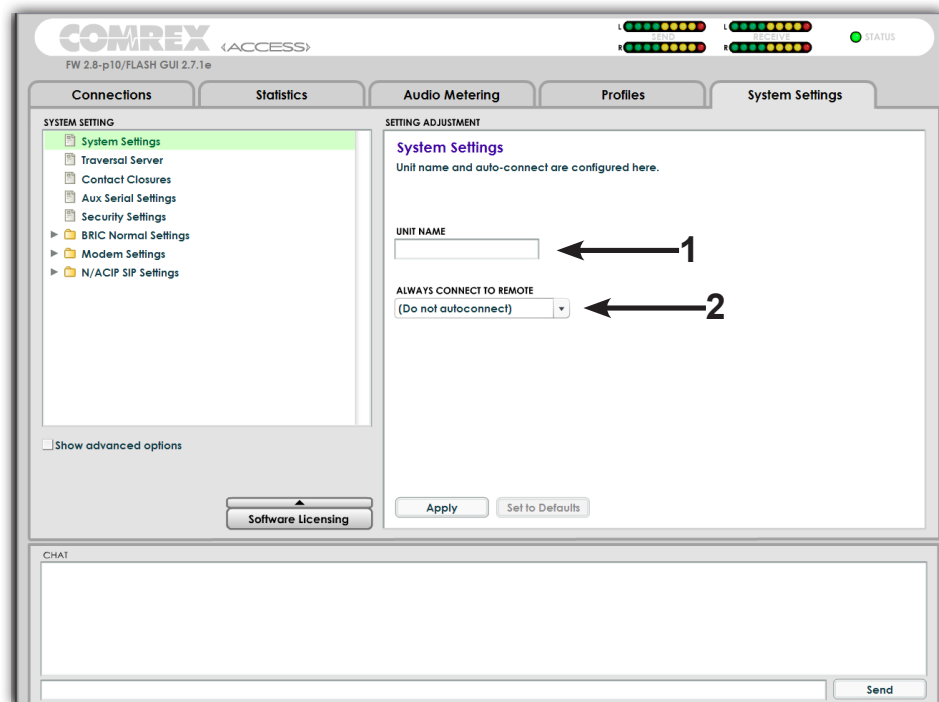 COMREX ACCESS
FW 2.8-p10/FLASH GUI 2.7.1e
L SEND R
L RECEIVE R
STATUS
Connections
Statistics
Audio Metering
Profiles
System Settings
SYSTEM SETTING
System Settings
Traversal Server
Contact Closures
Aux Serial Settings
Security Settings
BRIC Normal Settings
Modem Settings
N/ACIP SIP Settings
Show advanced options
Software Licensing
SETTING ADJUSTMENT
System Settings
Unit name and auto-connect are configured here.
UNIT NAME
1
ALWAYS CONNECT TO REMOTE
(Do not autoconnect)
2
Apply
Set to Defaults
CHAT
Send